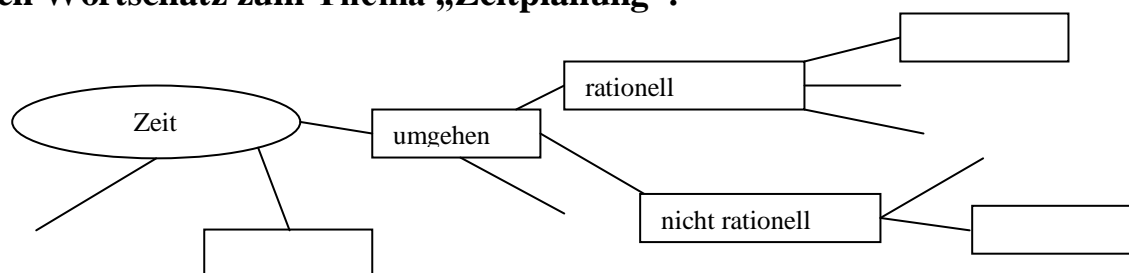 Wortschatz zum Thema „Zeitplanung“.
rationell
Zeit
umgehen
nicht rationell